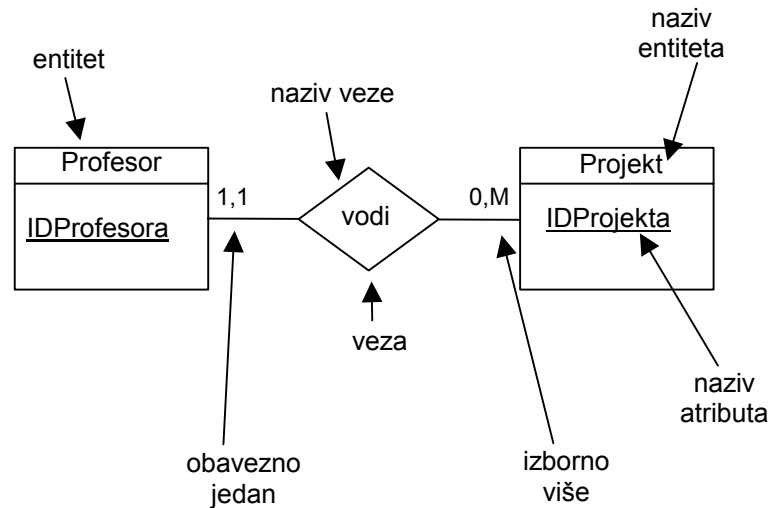 naziv
entiteta
entitet
naziv veze
Profesor
Projekt
1,1
0,M
vodi
IDProfesora
IDProjekta
veza
naziv
atributa
obavezno
jedan
izborno
više